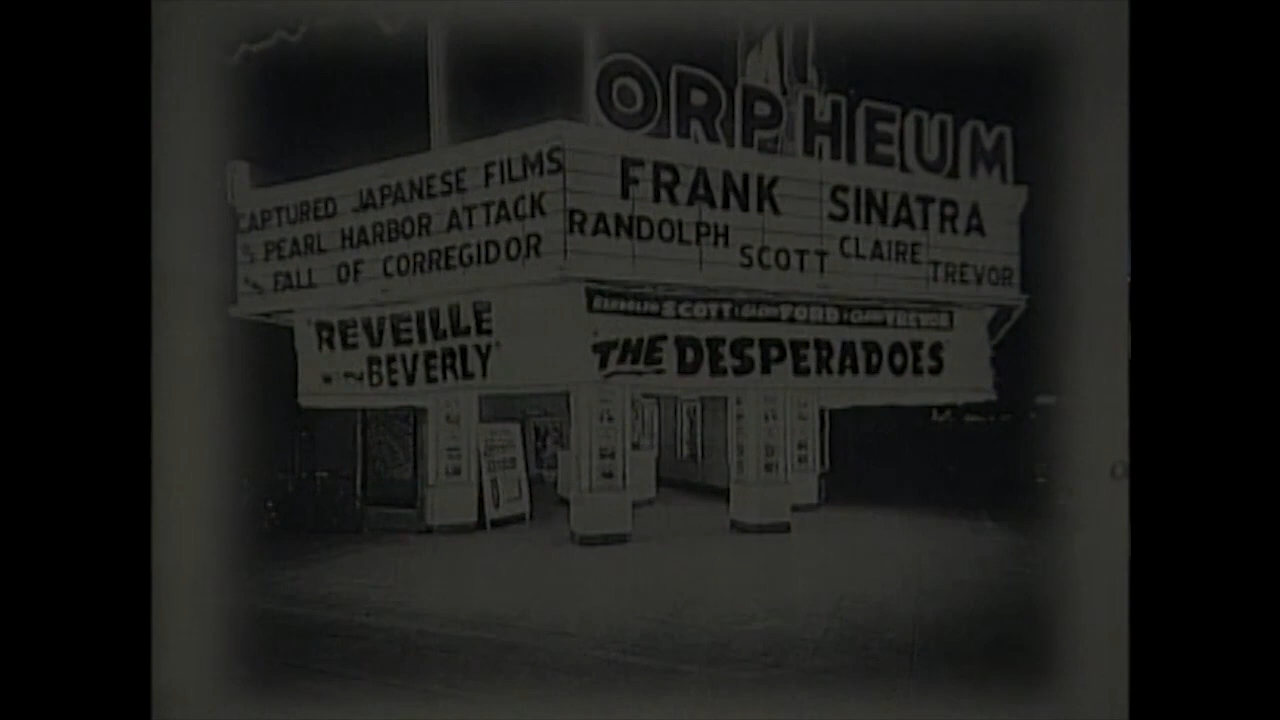 ORPHEUM
CAPTURED JAPANESE FILMS
PEARL HARBOR ATTACK
FALL OF CORREGIDOR
FRANK SINATRA
RANDOLPH SCOTT CLAIRE TREVOR
"REVEILLE
BEVERLY"
SCOTT FORD TREVOR
THE DESPERADOES